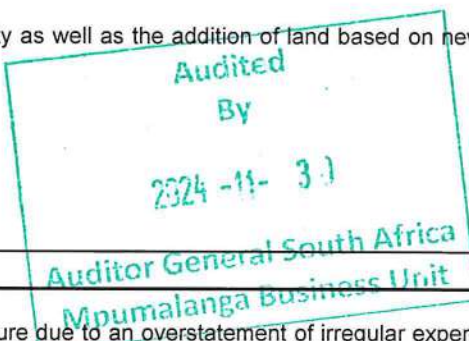 y as well as the addition of land based on new
Audited
By
2024 -11- 30
Auditor General South Africa
Mpumalanga Business Unit
ure due to an overstatement of irregular exper